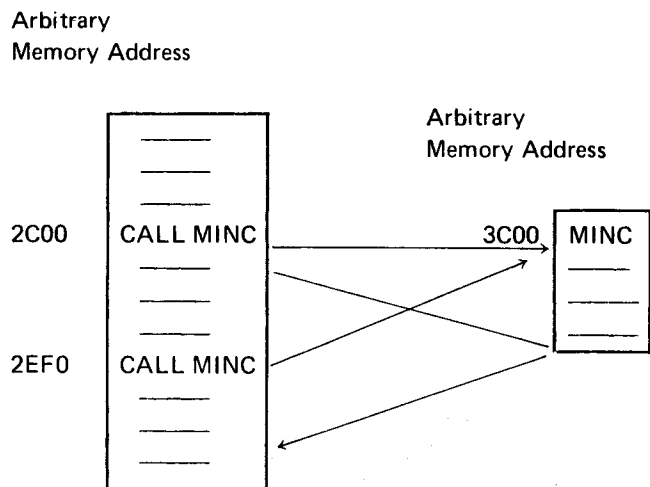 Arbitrary
Memory Address
Arbitrary
Memory Address
2C00 CALL MINC
3C00 MINC
2EF0 CALL MINC